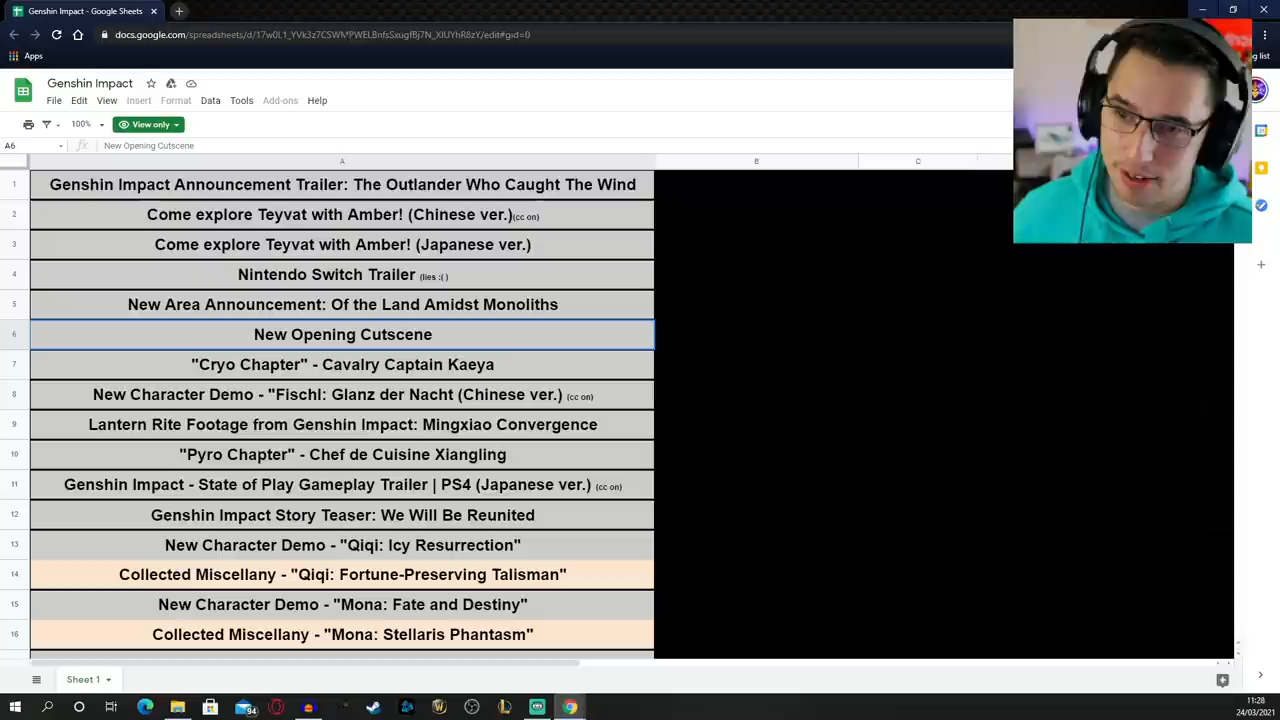 Genshin Impact - Google Sheets
docs.google.com/spreadsheets/d/17w0L1_YVk3z7CSWMPWELBnfsSxugfBj7N_XIUYhR8zY/edit#gid=0
Apps
ng list
Genshin Impact
File Edit View Insert Format Data Tools Add-ons Help
100% View only
A6 fx New Opening Cutscene
A B C
1 Genshin Impact Announcement Trailer: The Outlander Who Caught The Wind
2 Come explore Teyvat with Amber! (Chinese ver.)(cc on)
3 Come explore Teyvat with Amber! (Japanese ver.)
4 Nintendo Switch Trailer (lies :( )
5 New Area Announcement: Of the Land Amidst Monoliths
6 New Opening Cutscene
7 "Cryo Chapter" - Cavalry Captain Kaeya
8 New Character Demo - "Fischl: Glanz der Nacht (Chinese ver.) (cc on)
9 Lantern Rite Footage from Genshin Impact: Mingxiao Convergence
10 "Pyro Chapter" - Chef de Cuisine Xiangling
11 Genshin Impact - State of Play Gameplay Trailer | PS4 (Japanese ver.) (cc on)
12 Genshin Impact Story Teaser: We Will Be Reunited
13 New Character Demo - "Qiqi: Icy Resurrection"
14 Collected Miscellany - "Qiqi: Fortune-Preserving Talisman"
15 New Character Demo - "Mona: Fate and Destiny"
16 Collected Miscellany - "Mona: Stellaris Phantasm"
Sheet 1
94
11:28
24/03/2021